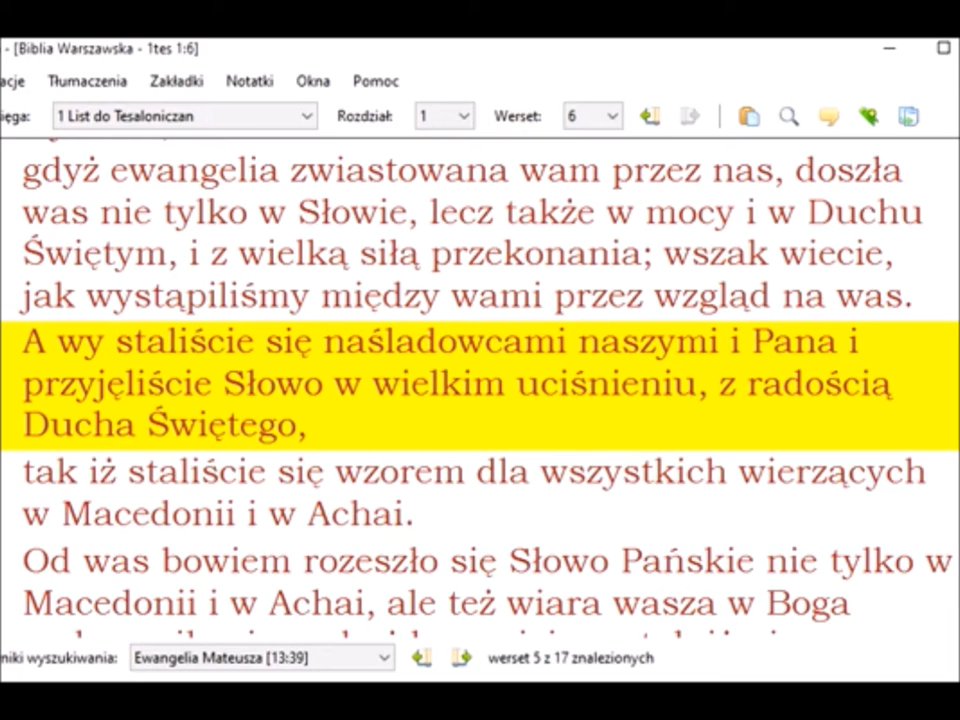 - [Biblia Warszawska - 1tes 1:6]
acje Tłumaczenia Zakładki Notatki Okna Pomoc
ięga: 1 List do Tesaloniczan Rozdział: 1 Werset: 6
gdyż ewangelia zwiastowana wam przez nas, doszła
was nie tylko w Słowie, lecz także w mocy i w Duchu
Świętym, i z wielką siłą przekonania; wszak wiecie,
jak wystąpiliśmy między wami przez wzgląd na was.
A wy staliście się naśladowcami naszymi i Pana i
przyjęliście Słowo w wielkim uciśnieniu, z radością
Ducha Świętego,
tak iż staliście się wzorem dla wszystkich wierzących
w Macedonii i w Achai.
Od was bowiem rozeszło się Słowo Pańskie nie tylko w
Macedonii i w Achai, ale też wiara wasza w Boga
niki wyszukiwania: Ewangelia Mateusza [13:39] werset 5 z 17 znalezionych